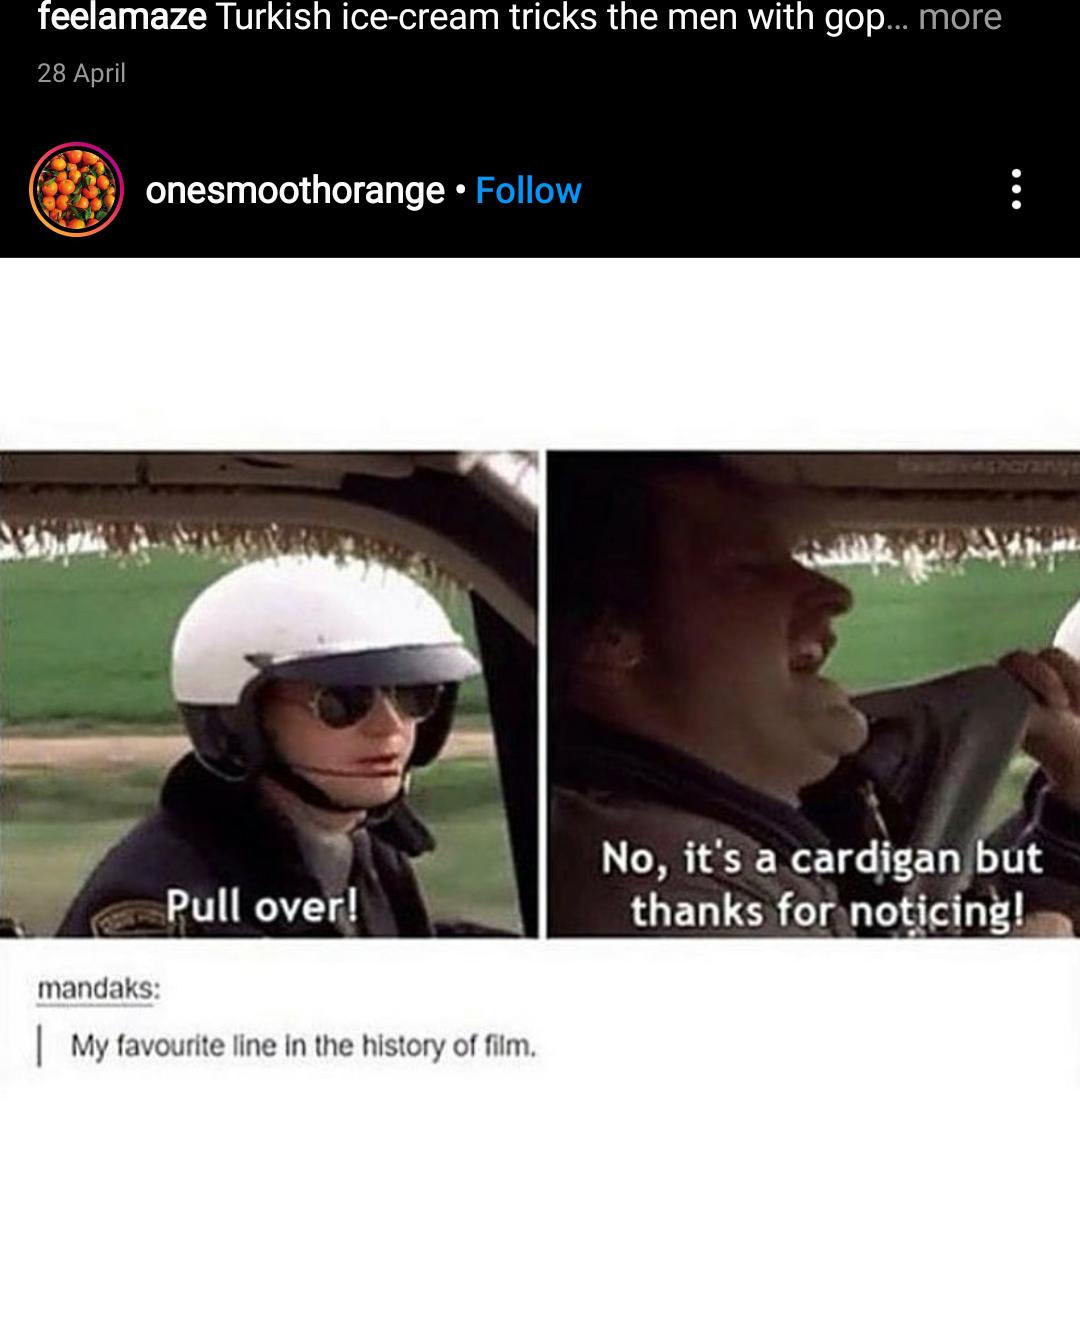 feelamaze Turkish ice-cream tricks the men with gop... more
28 April
onesmoothorange • Follow
Pull over!
No, it's a cardigan but
thanks for noticing!
mandaks:
My favourite line in the history of film.